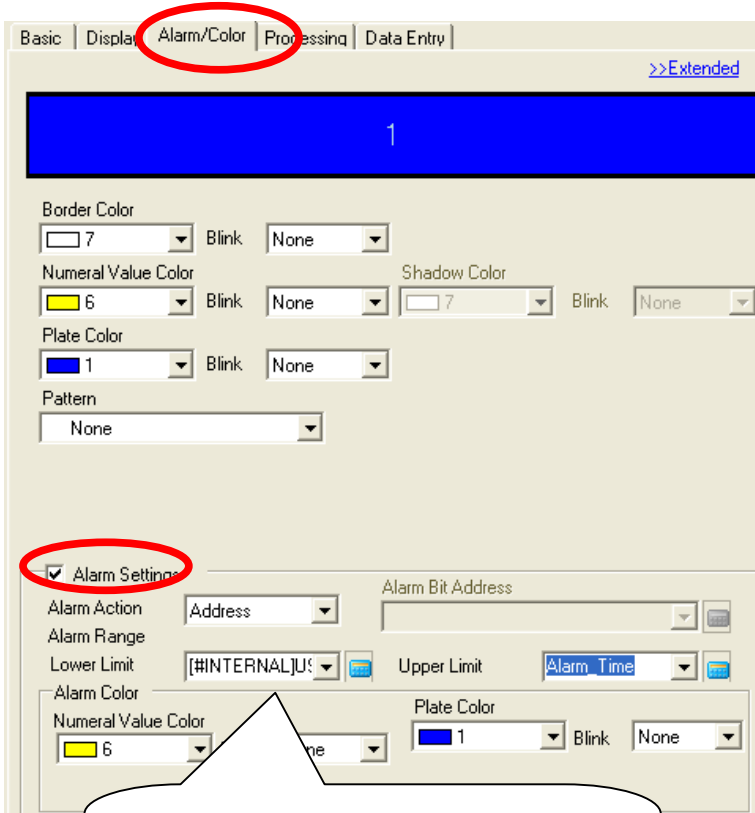 Basic Display Alarm/Color Processing Data Entry
>>Extended
1
Border Color
7 Blink None
Numeral Value Color Shadow Color
6 Blink None 7 Blink None
Plate Color
1 Blink None
Pattern
None
Alarm Settings
Alarm Bit Address
Alarm Action Address
Alarm Range
Lower Limit [#INTERNAL]US Upper Limit Alarm_Time
Alarm Color
Numeral Value Color Plate Color
6 1 Blink None